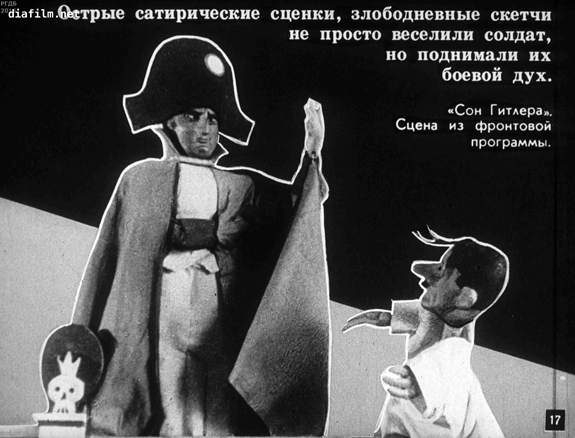 РГДБ
20
diafilm.net
Острые сатирические сценки, злободневные скетчи
не просто веселили солдат,
но поднимали их
боевой дух.
«Сон Гитлера».
Сцена из фронтовой
программы.
17